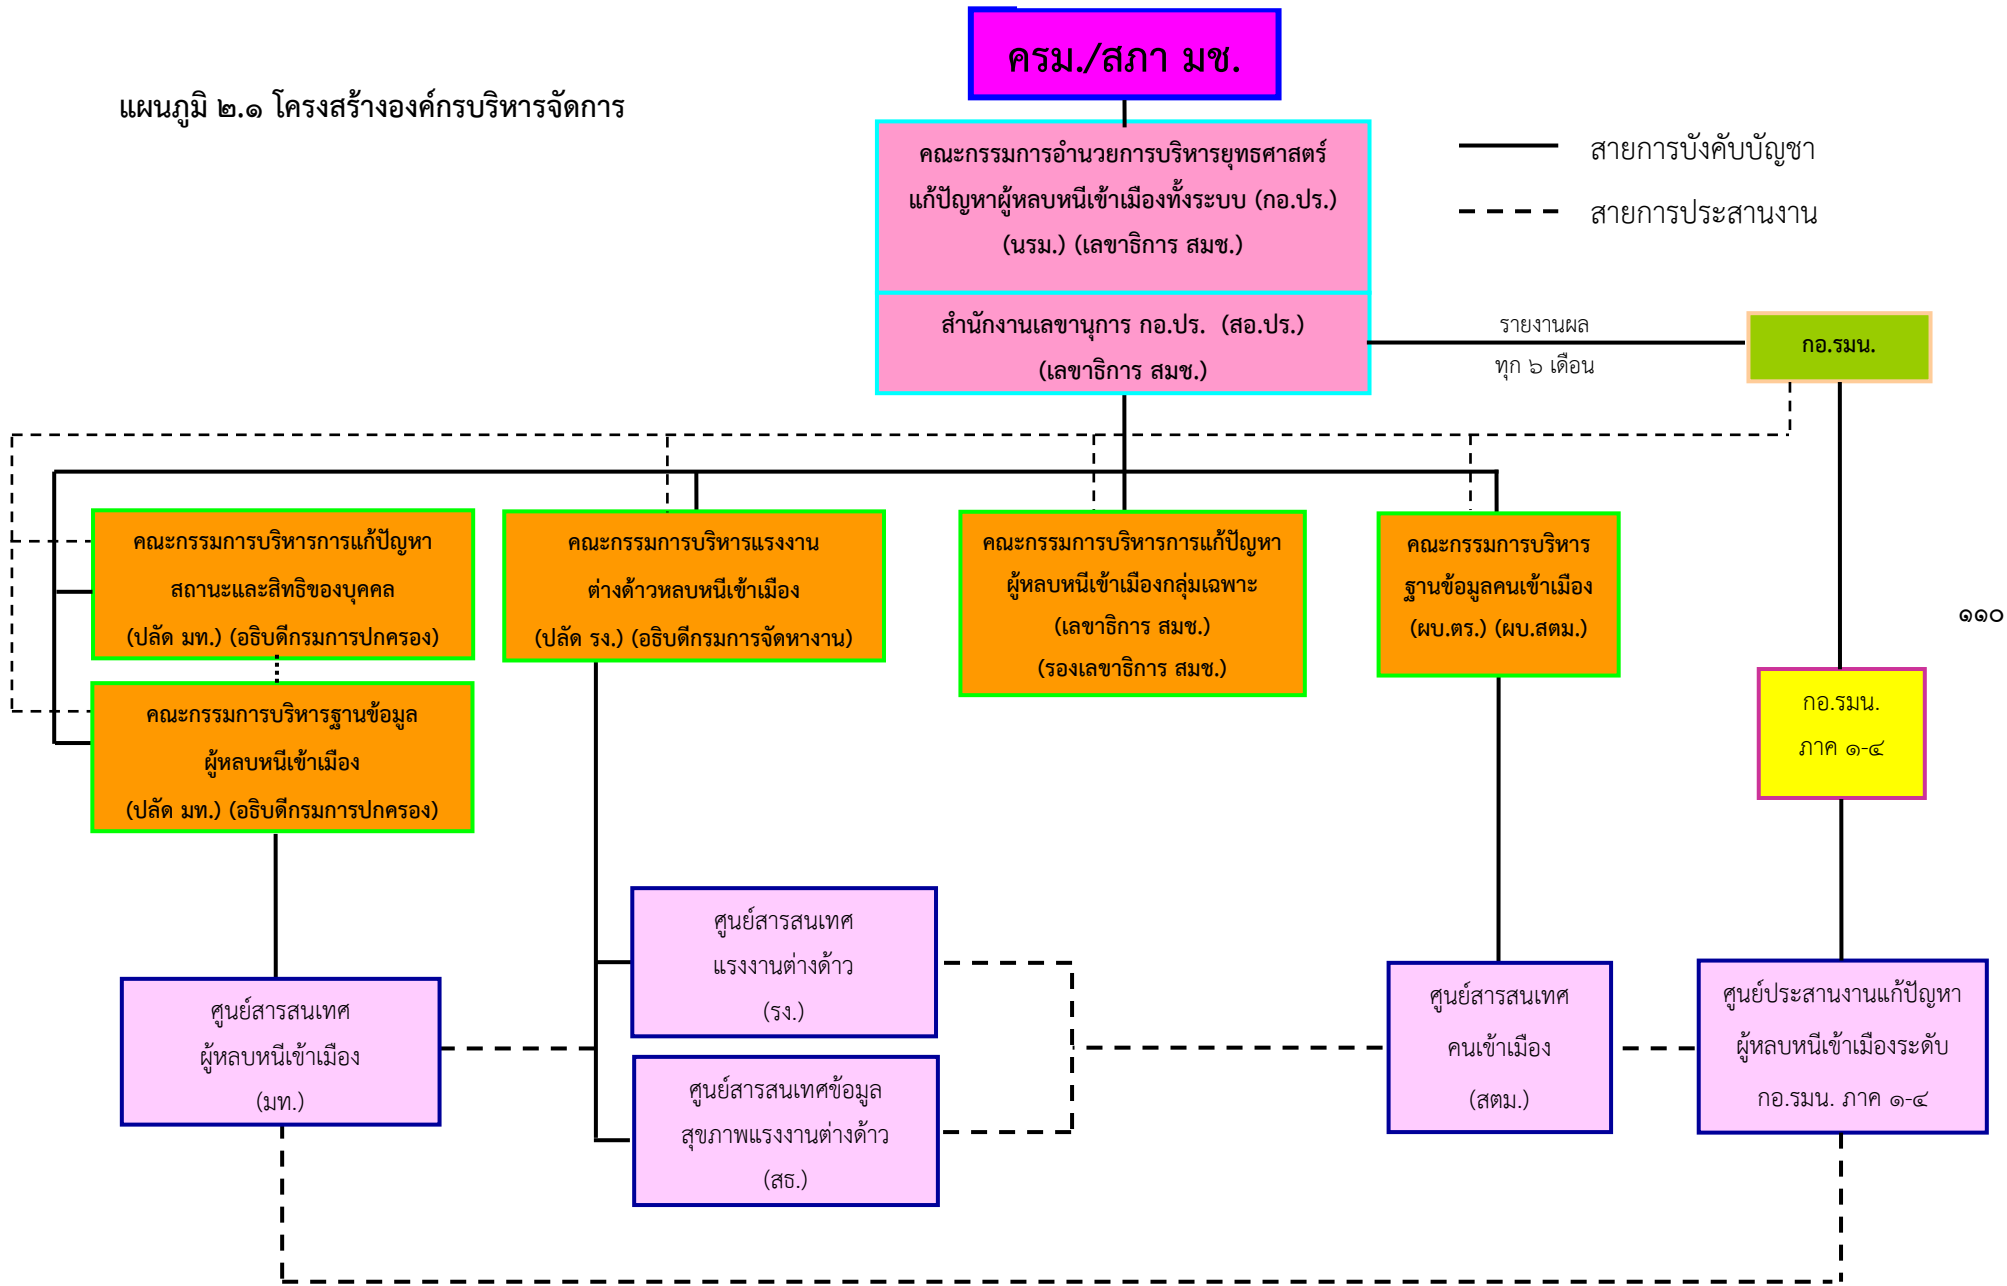 ครม./สภา มช.
แผนภูมิ ๒.๑ โครงสร้างองค์กรบริหารจัดการ
คณะกรรมการอำนวยการบริหารยุทธศาสตร์
แก้ปัญหาผู้หลบหนีเข้าเมืองทั้งระบบ (กอ.ปร.)
(นรม.) (เลขาธิการ สมช.)
สายการบังคับบัญชา
สายการประสานงาน
สำนักงานเลขานุการ กอ.ปร. (สอ.ปร.)
(เลขาธิการ สมช.)
รายงานผล
ทุก ๖ เดือน
กอ.รมน.
คณะกรรมการบริหารการแก้ปัญหา
สถานะและสิทธิของบุคคล
(ปลัด มท.) (อธิบดีกรมการปกครอง)
คณะกรรมการบริหารแรงงาน
ต่างด้าวหลบหนีเข้าเมือง
(ปลัด รง.) (อธิบดีกรมการจัดหางาน)
คณะกรรมการบริหารการแก้ปัญหา
ผู้หลบหนีเข้าเมืองกลุ่มเฉพาะ
(เลขาธิการ สมช.)
(รองเลขาธิการ สมช.)
คณะกรรมการบริหาร
ฐานข้อมูลคนเข้าเมือง
(ผบ.ตร.) (ผบ.สตม.)
๑๑๐
คณะกรรมการบริหารฐานข้อมูล
ผู้หลบหนีเข้าเมือง
(ปลัด มท.) (อธิบดีกรมการปกครอง)
กอ.รมน.
ภาค ๑-๔
ศูนย์สารสนเทศ
ผู้หลบหนีเข้าเมือง
(มท.)
ศูนย์สารสนเทศ
แรงงานต่างด้าว
(รง.)
ศูนย์สารสนเทศข้อมูล
สุขภาพแรงงานต่างด้าว
(สธ.)
ศูนย์สารสนเทศ
คนเข้าเมือง
(สตม.)
ศูนย์ประสานงานแก้ปัญหา
ผู้หลบหนีเข้าเมืองระดับ
กอ.รมน. ภาค ๑-๔